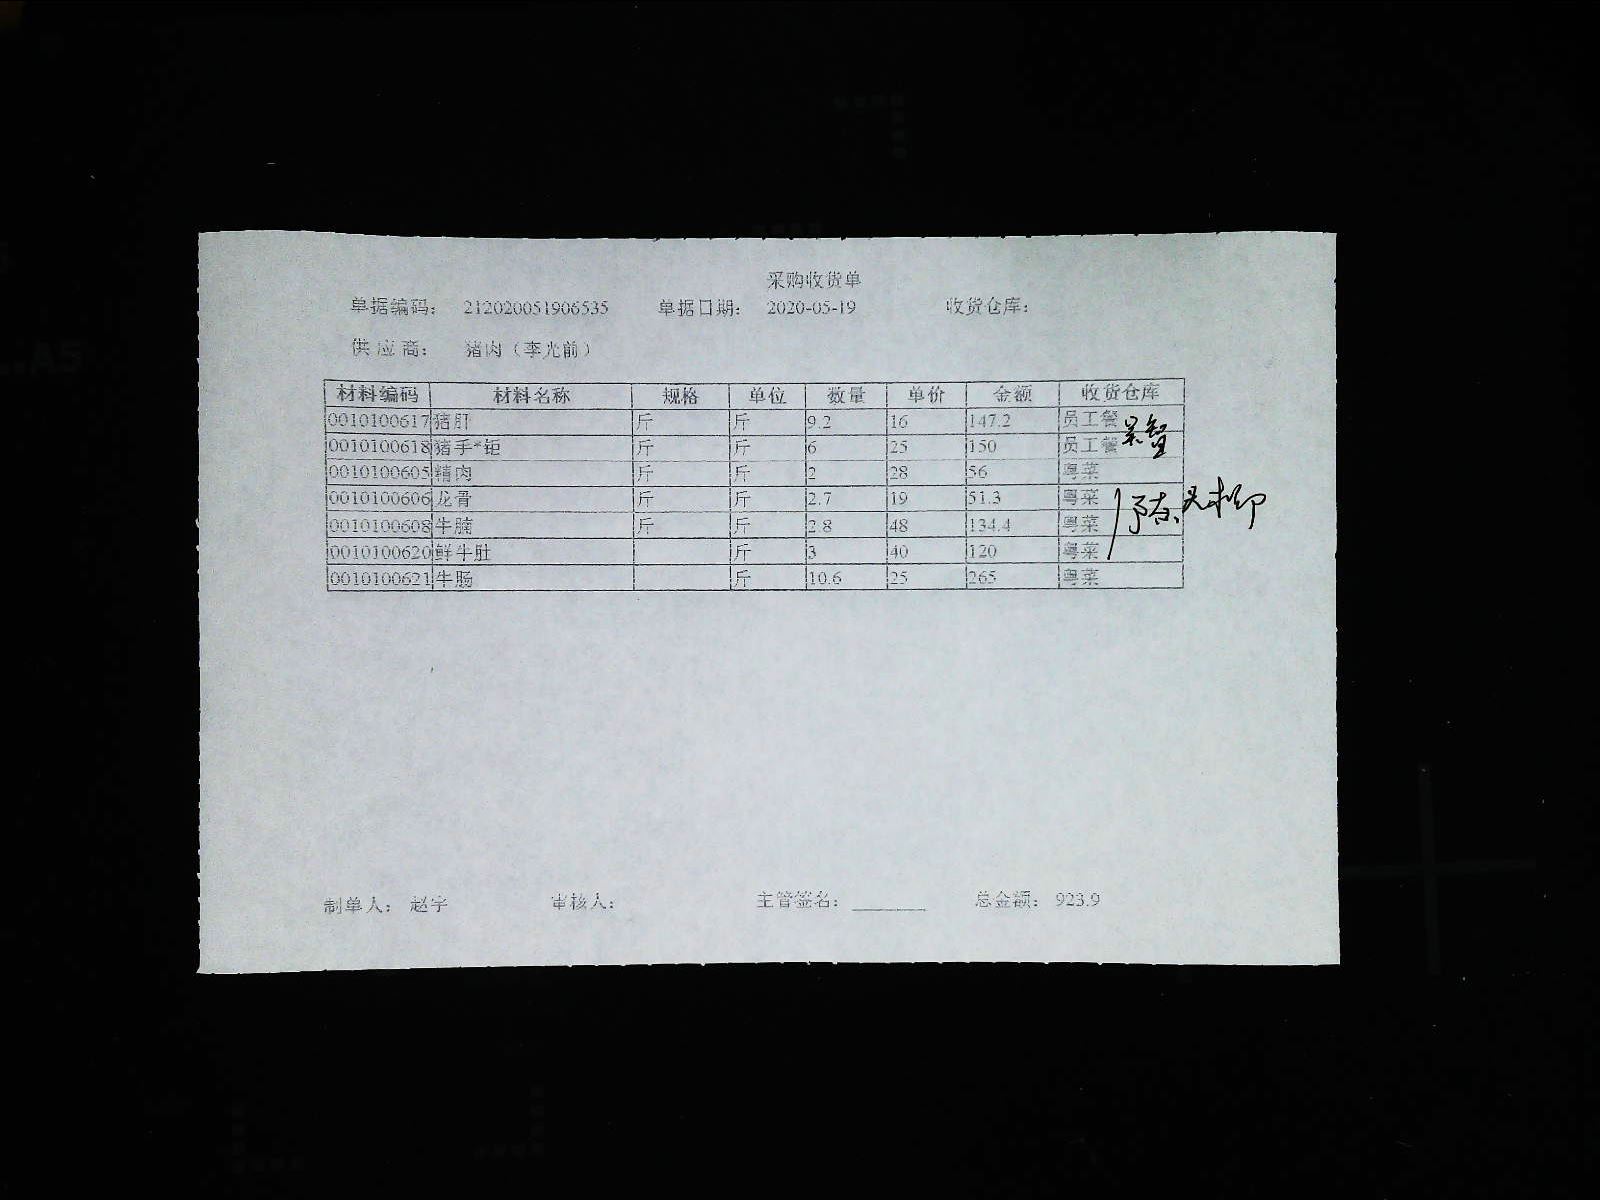 采购收货单
单据编码： 212020051906535 单据日期： 2020-05-19 收货仓库：
供应商： 猪肉（李光前）
材料编码 材料名称 规格 单位 数量 单价 金额 收货仓库
0010100617 猪肝 斤 斤 9.2 16 147.2 员工餐
0010100618 猪手*钜 斤 斤 6 25 150 员工餐
0010100605 精肉 斤 斤 2 28 56 粤菜
0010100606 龙骨 斤 斤 2.7 19 51.3 粤菜
0010100608 牛腩 斤 斤 2.8 48 134.4 粤菜
0010100620 鲜牛肚 斤 3 40 120 粤菜
0010100621 牛肠 斤 10.6 25 265 粤菜
制单人： 赵宇 审核人： 主管签名： 总金额： 923.9